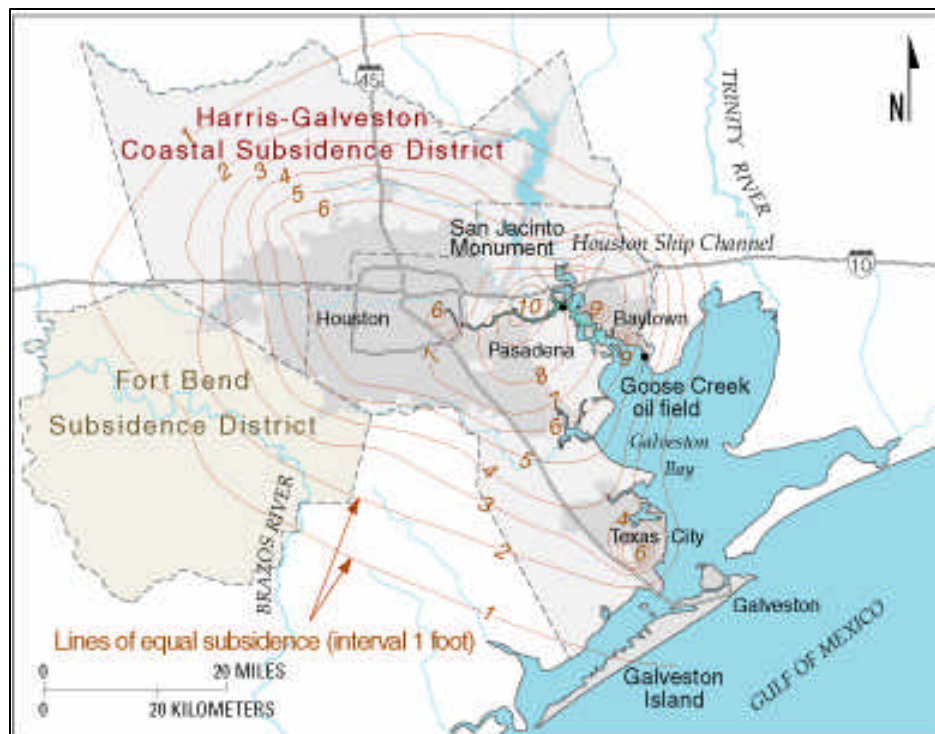 45
Harris-Galveston
Coastal Subsidence District
TRINITY RIVER
N
1
2
3
4
5
6
San Jacinto
Monument
Houston Ship Channel
10
6
10
9
Houston
Baytown
7
Pasadena
9
8
Goose Creek
oil field
Fort Bend
Subsidence District
7
6
Galveston
Bay
5
4
3
4
Texas City
6
2
BRAZOS RIVER
1
Galveston
Lines of equal subsidence (interval 1 foot)
0 20 MILES
0 20 KILOMETERS
Galveston
Island
GULF OF MEXICO